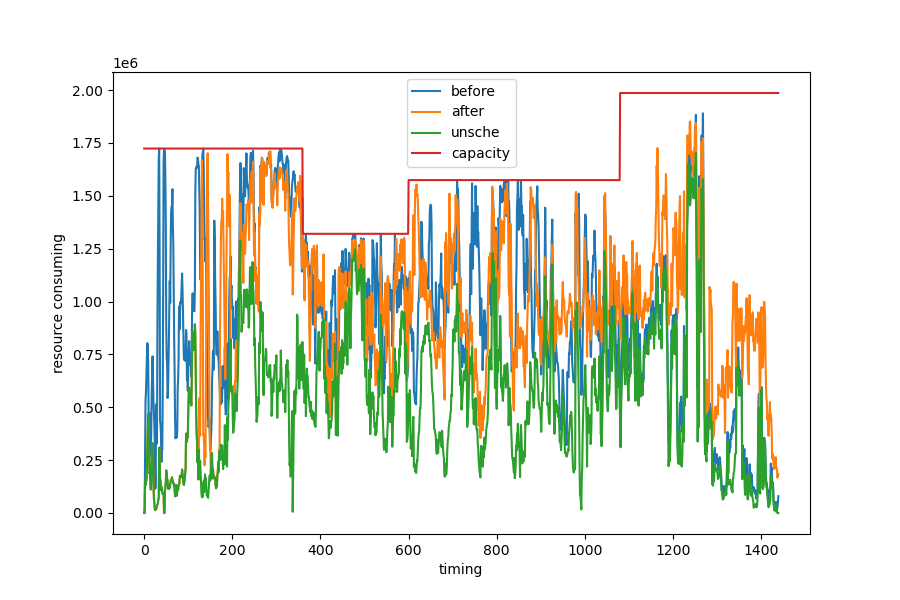 1e6
2.00
1.75
1.50
1.25
1.00
0.75
0.50
0.25
0.00
resource consuming
before
after
unsche
capacity
0 200 400 600 800 1000 1200 1400
timing